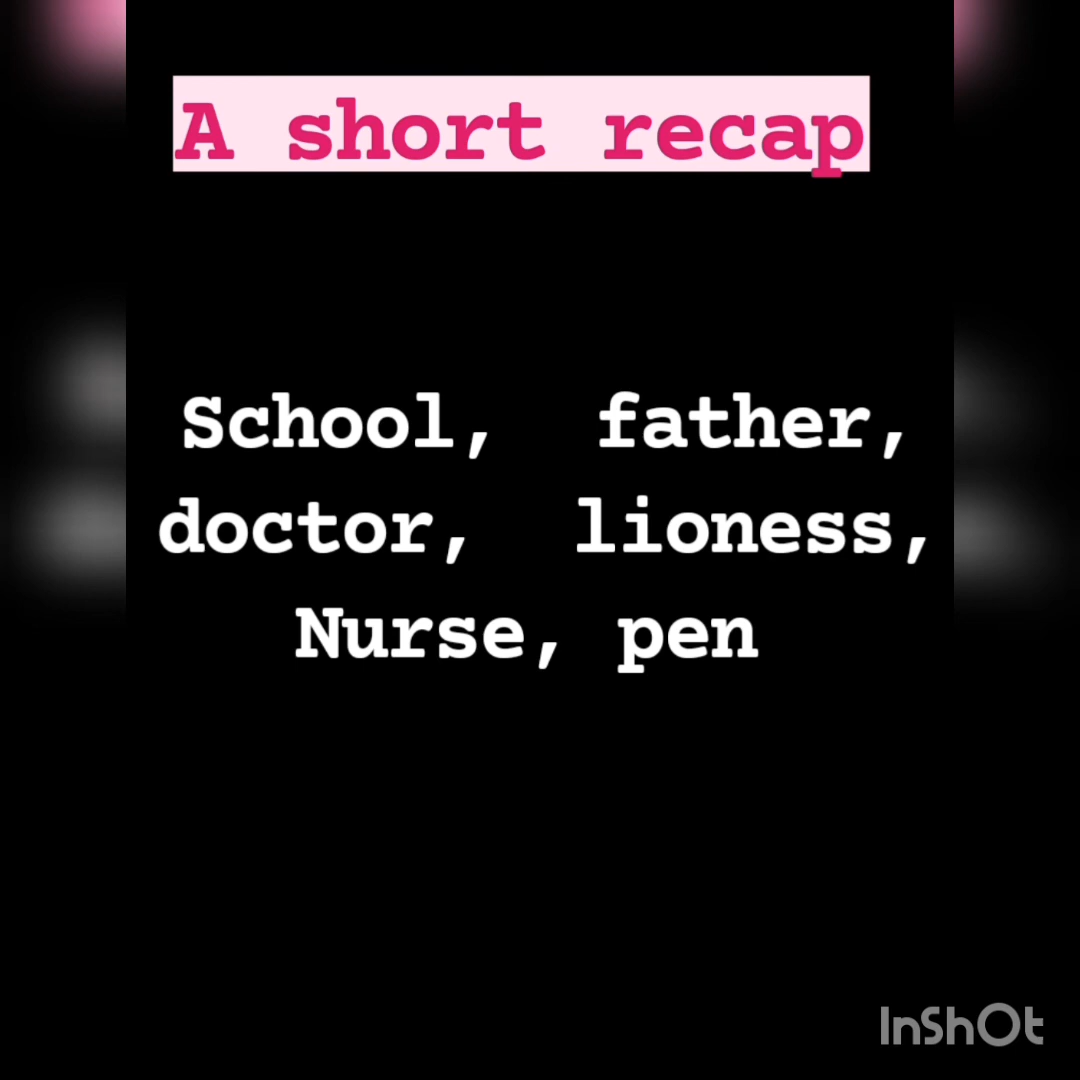 A short recap
School, father,
doctor, lioness,
Nurse, pen
InShOt